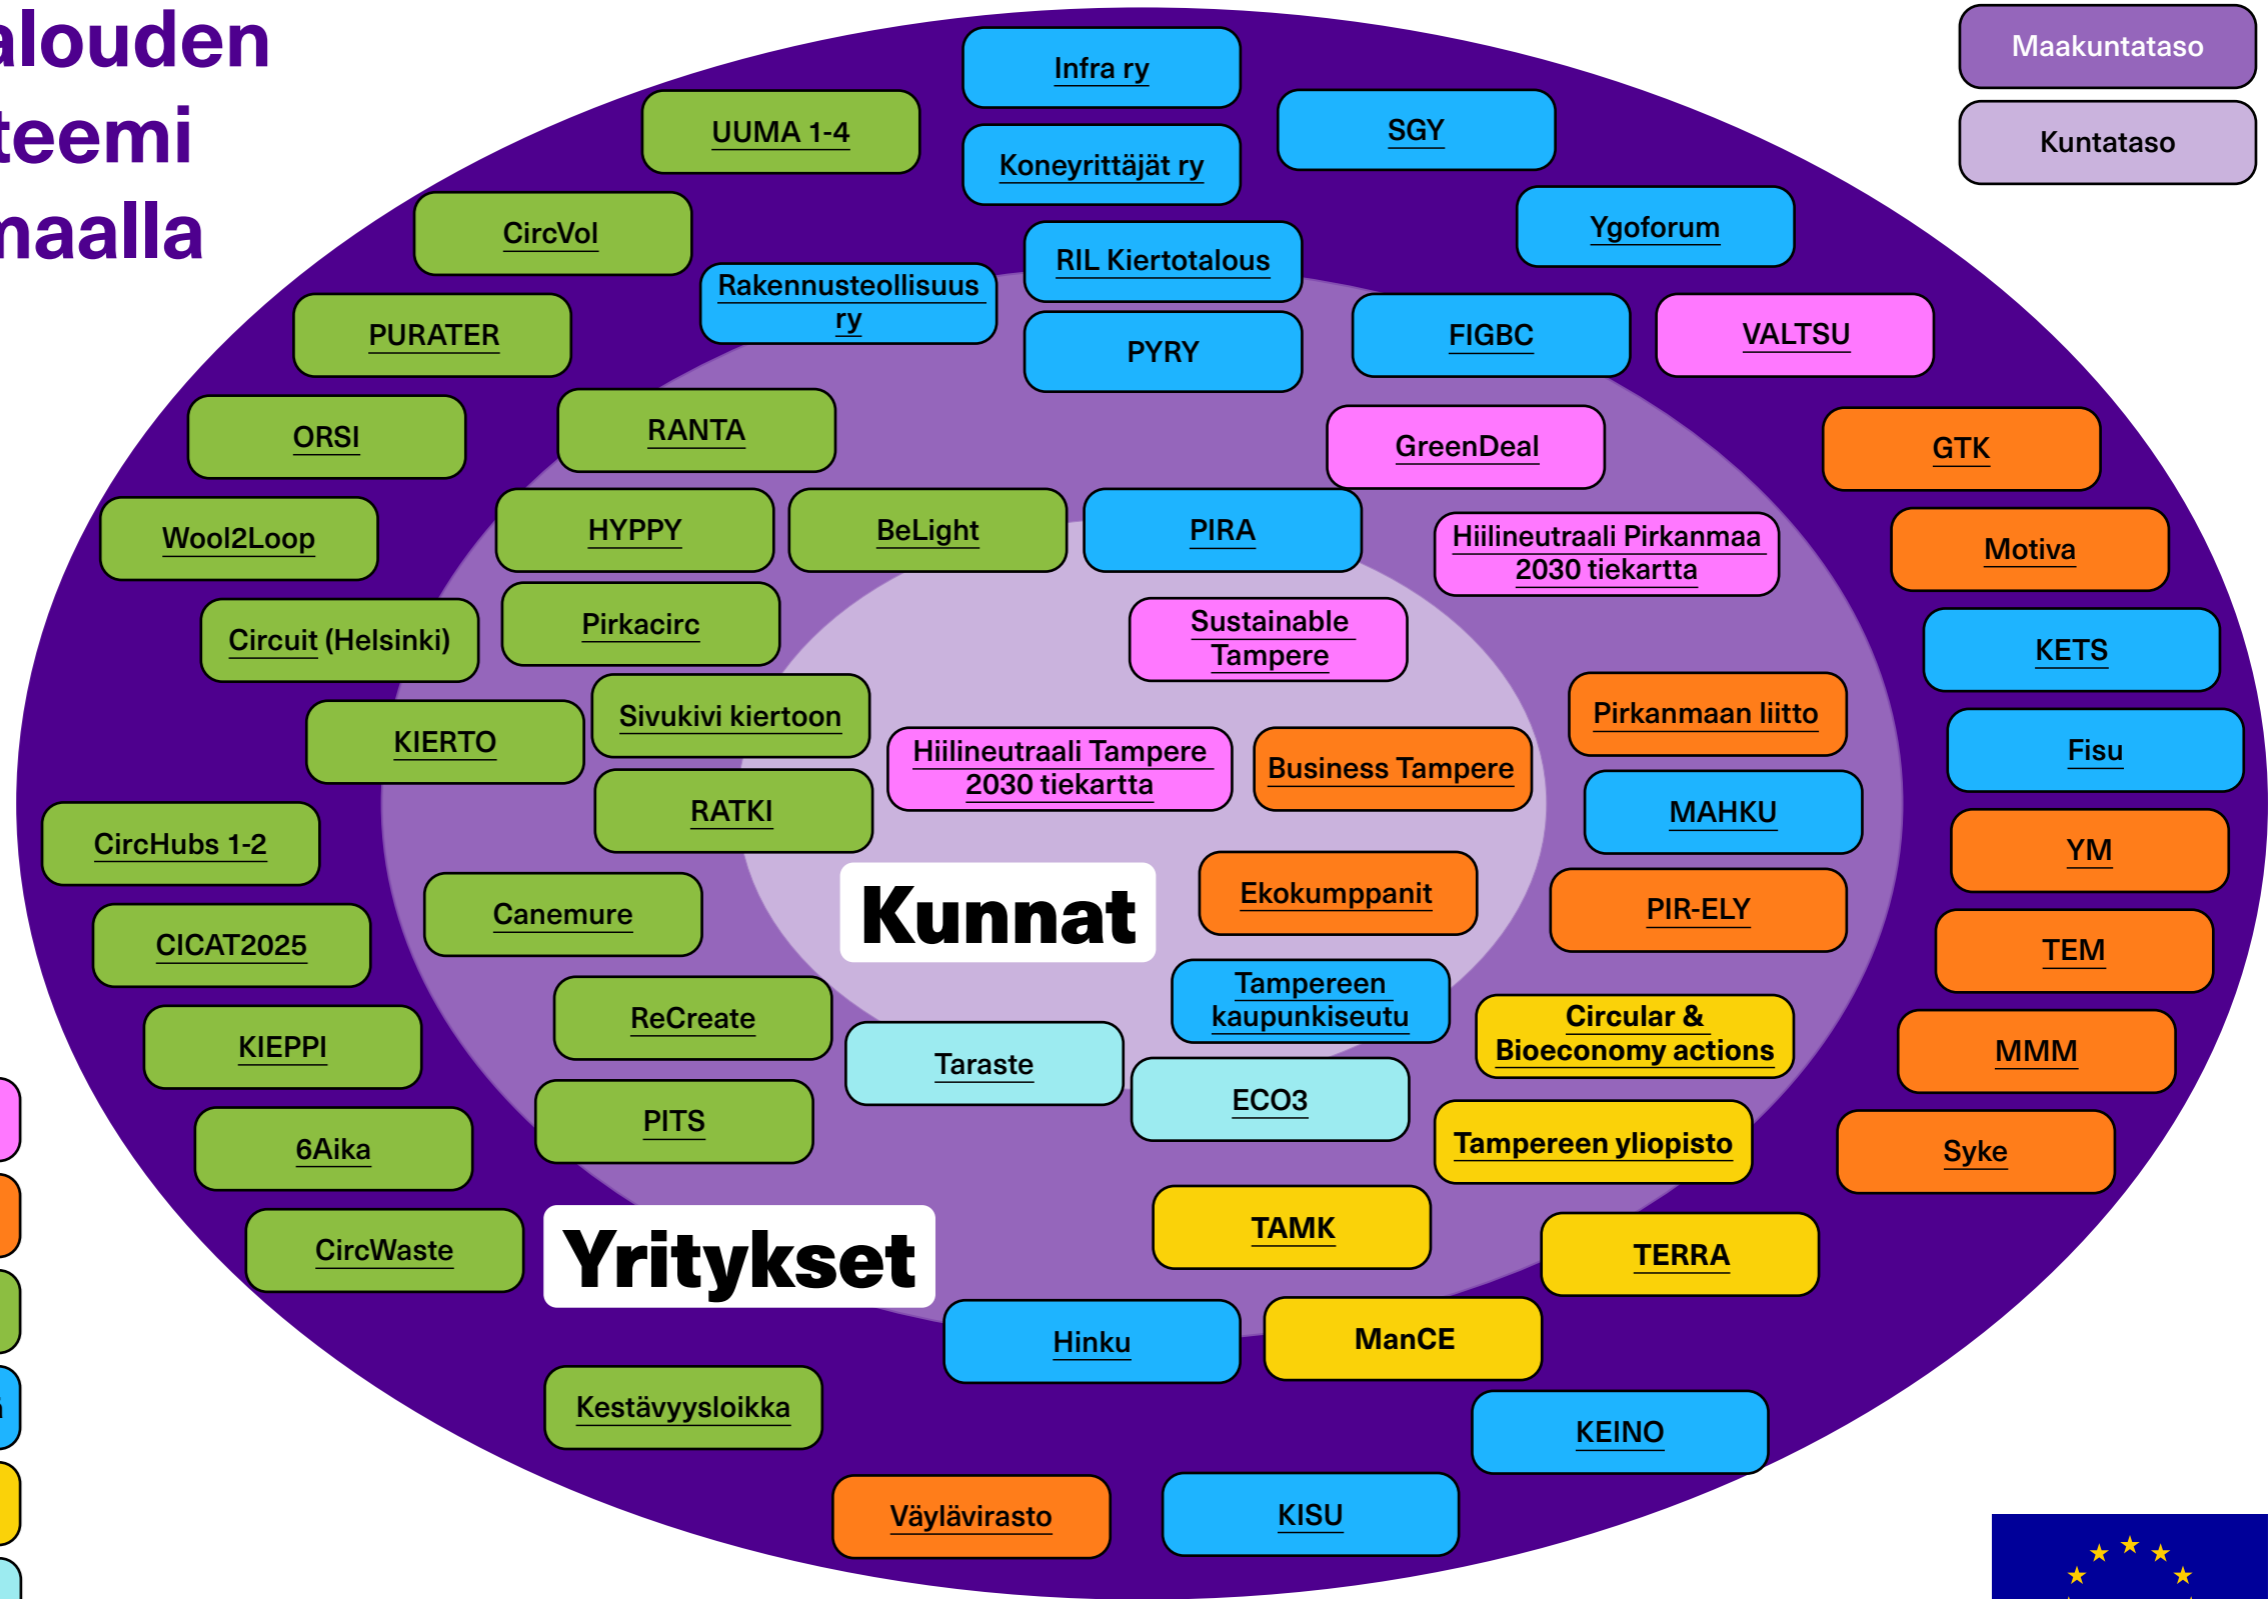 alouden
teemi
maalla
Maakuntataso
Kuntataso
Infra ry
UUMA 1-4
SGY
Koneyrittäjät ry
CircVol
Ygoforum
RIL Kiertotalous
Rakennusteollisuus
ry
PURATER
PYRY
FIGBC
VALTSU
ORSI
RANTA
GreenDeal
GTK
Wool2Loop
HYPPY
BeLight
PIRA
Hiilineutraali Pirkanmaa
2030 tiekartta
Motiva
Circuit (Helsinki)
Pirkacirc
Sustainable
Tampere
KETS
KIERTO
Sivukivi kiertoon
Hiilineutraali Tampere
2030 tiekartta
Business Tampere
Pirkanmaan liitto
Fisu
RATKI
MAHKU
CircHubs 1-2
YM
Canemure
Kunnat
Ekokumppanit
PIR-ELY
CICAT2025
TEM
ReCreate
Tampereen
kaupunkiseutu
Circular &
Bioeconomy actions
KIEPPI
Taraste
MMM
ECO3
6Aika
PITS
Tampereen yliopisto
Syke
CircWaste
Yritykset
TAMK
TERRA
Hinku
ManCE
Kestävyysloikka
KEINO
Väylävirasto
KISU